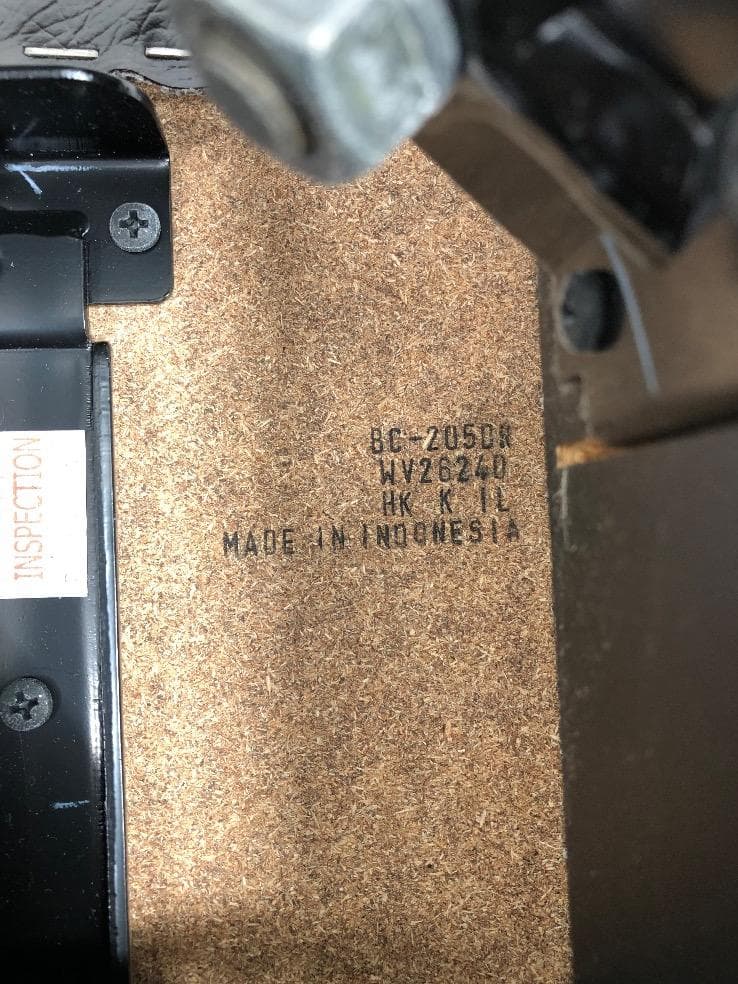 INSPECTION
BC-205DR
WV26240
HK K IL
MADE IN INDONESIA